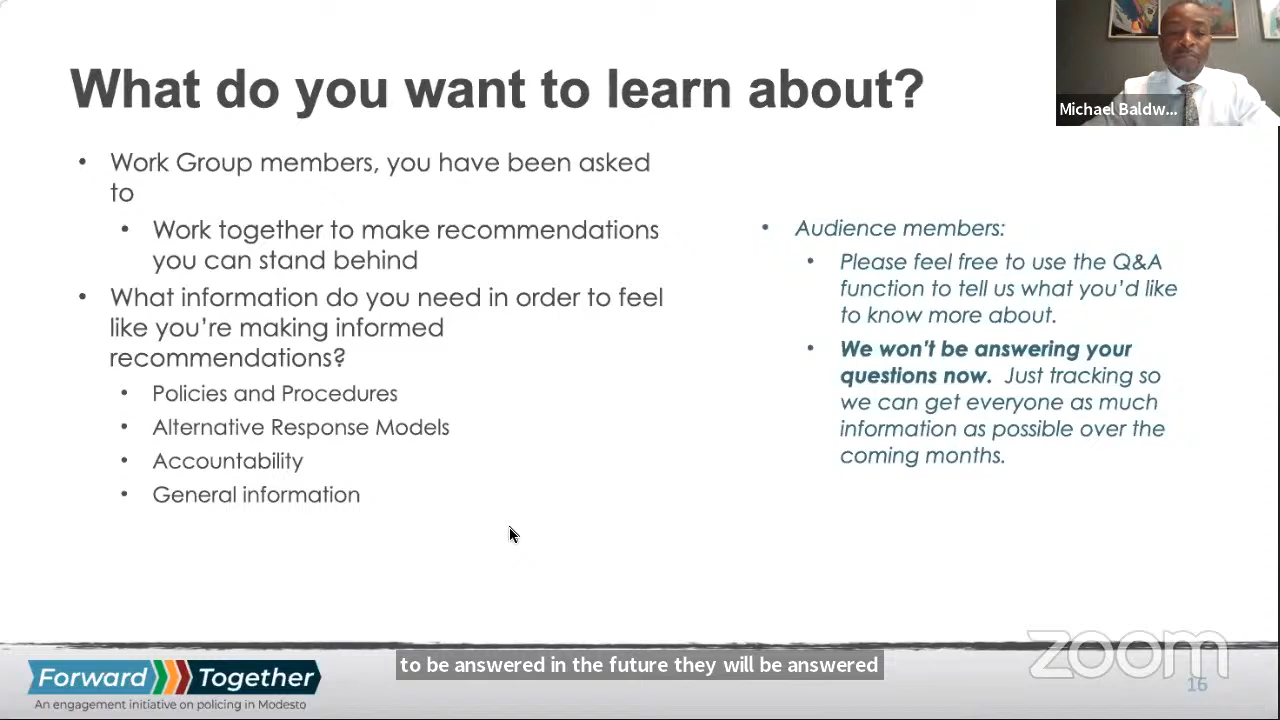 What do you want to learn about?
Michael Baldw...
• Work Group members, you have been asked
to
• Work together to make recommendations
you can stand behind
• What information do you need in order to feel
like you're making informed
recommendations?
• Policies and Procedures
• Alternative Response Models
• Accountability
• General information
• Audience members:
• Please feel free to use the Q&A
function to tell us what you'd like
to know more about.
• We won't be answering your
questions now. Just tracking so
we can get everyone as much
information as possible over the
coming months.
to be answered in the future they will be answered
Forward Together
An engagement initiative on policing in Modesto
zoom
16